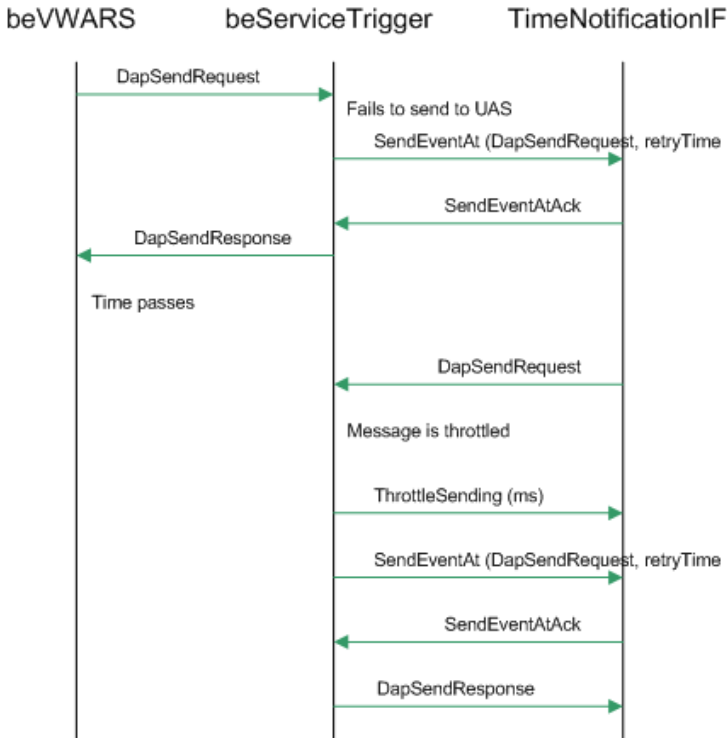 beVWARS beServiceTrigger TimeNotificationIF
DapSendRequest
Fails to send to UAS
SendEventAt (DapSendRequest, retryTime
SendEventAtAck
DapSendResponse
Time passes
DapSendRequest
Message is throttled
ThrottleSending (ms)
SendEventAt (DapSendRequest, retryTime
SendEventAtAck
DapSendResponse